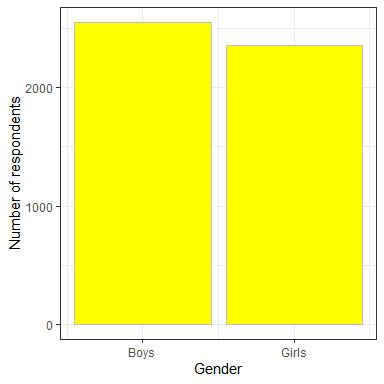 Number of respondents
2000
1000
0
Boys Girls
Gender